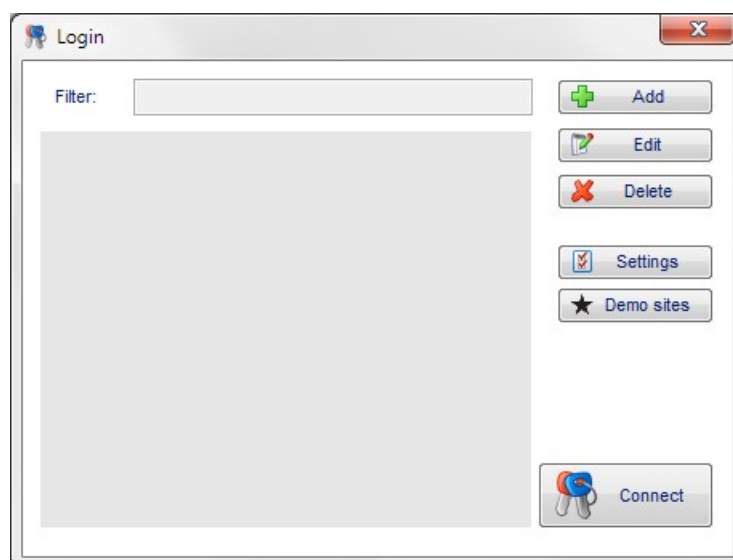 Login
Filter:
Add
Edit
Delete
Settings
Demo sites
Connect